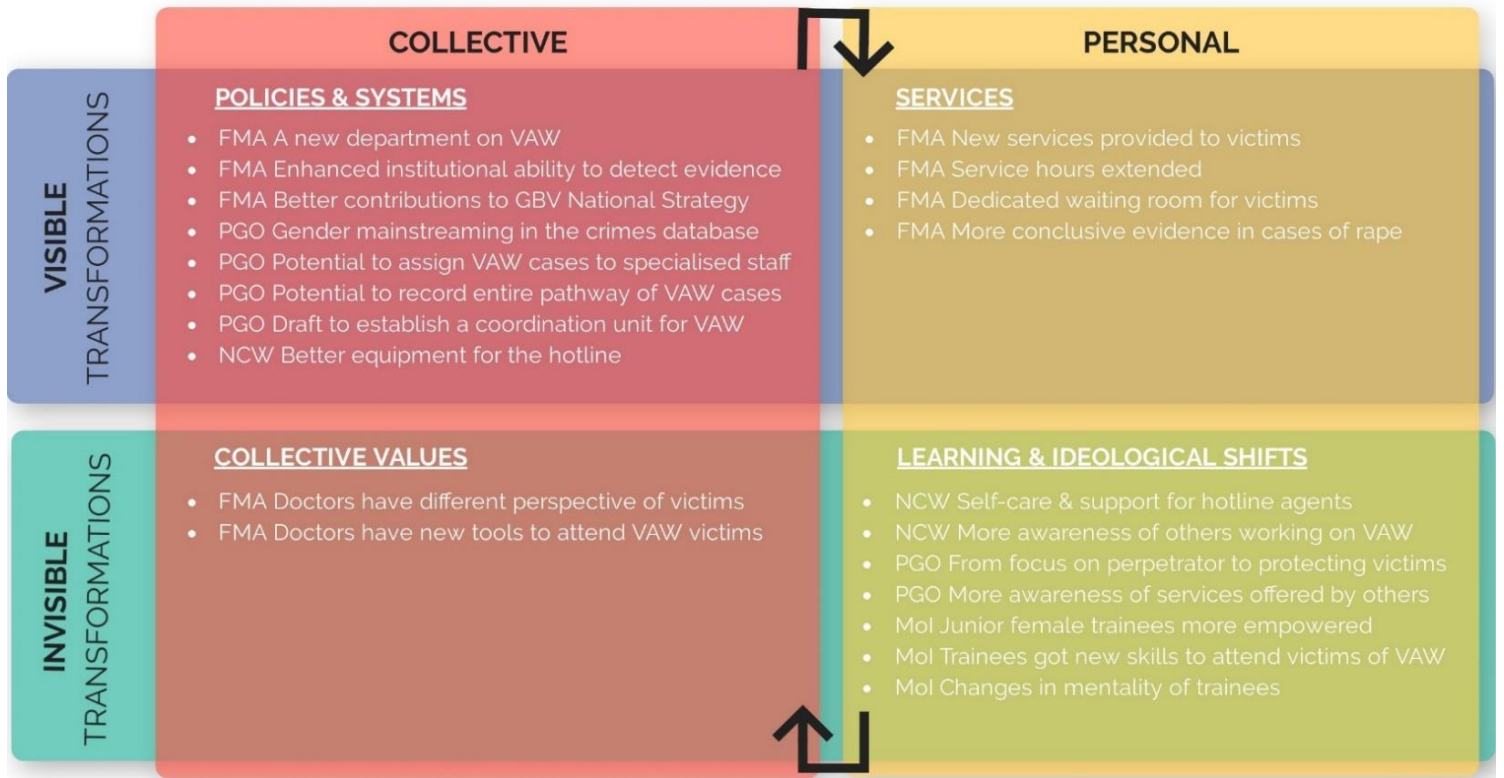 COLLECTIVE
PERSONAL
VISIBLE
TRANSFORMATIONS
POLICIES & SYSTEMS
• FMA A new department on VAW
• FMA Enhanced institutional ability to detect evidence
• FMA Better contributions to GBV National Strategy
• PGO Gender mainstreaming in the crimes database
• PGO Potential to assign VAW cases to specialised staff
• PGO Potential to record entire pathway of VAW cases
• PGO Draft to establish a coordination unit for VAW
• NCW Better equipment for the hotline
SERVICES
• FMA New services provided to victims
• FMA Service hours extended
• FMA Dedicated waiting room for victims
• FMA More conclusive evidence in cases of rape
INVISIBLE
TRANSFORMATIONS
COLLECTIVE VALUES
• FMA Doctors have different perspective of victims
• FMA Doctors have new tools to attend VAW victims
LEARNING & IDEOLOGICAL SHIFTS
• NCW Self-care & support for hotline agents
• NCW More awareness of others working on VAW
• PGO From focus on perpetrator to protecting victims
• PGO More awareness of services offered by others
• MoI Junior female trainees more empowered
• MoI Trainees got new skills to attend victims of VAW
• MoI Changes in mentality of trainees